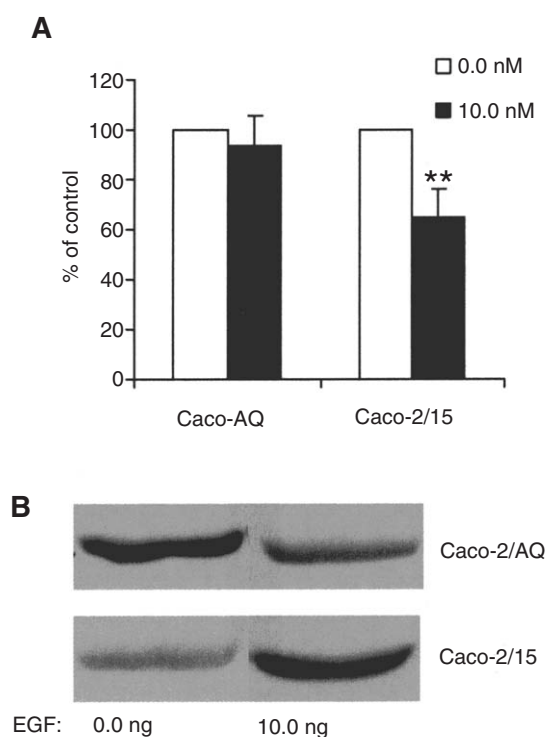 A
0.0 nM
10.0 nM
120
100
80
60
40
20
0
% of control
**
Caco-AQ
Caco-2/15
B
Caco-2/AQ
Caco-2/15
EGF: 0.0 ng 10.0 ng